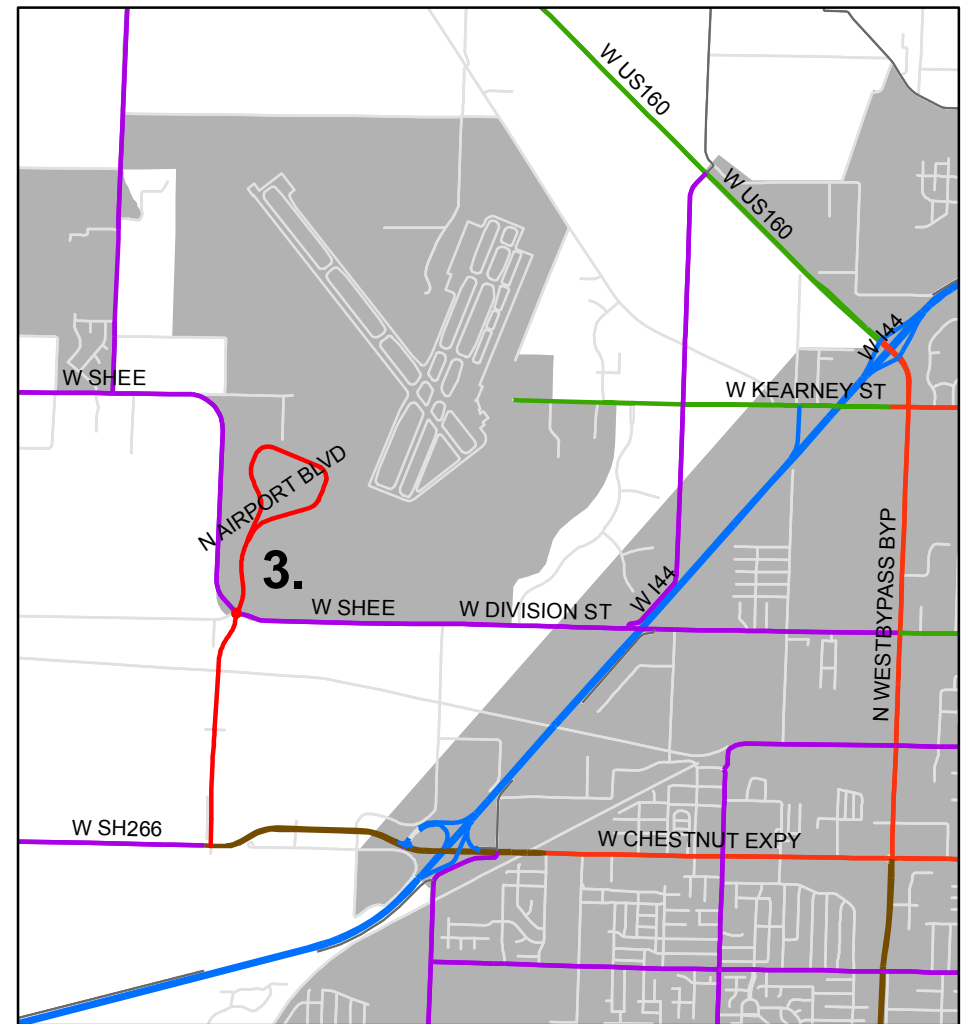 W US160
W US160
W I44
W SHEE
W KEARNEY ST
N AIRPORT BLVD
3.
W I44
W SHEE
W DIVISION ST
N WESTBYPASS BYP
W SH266
W CHESTNUT EXPY